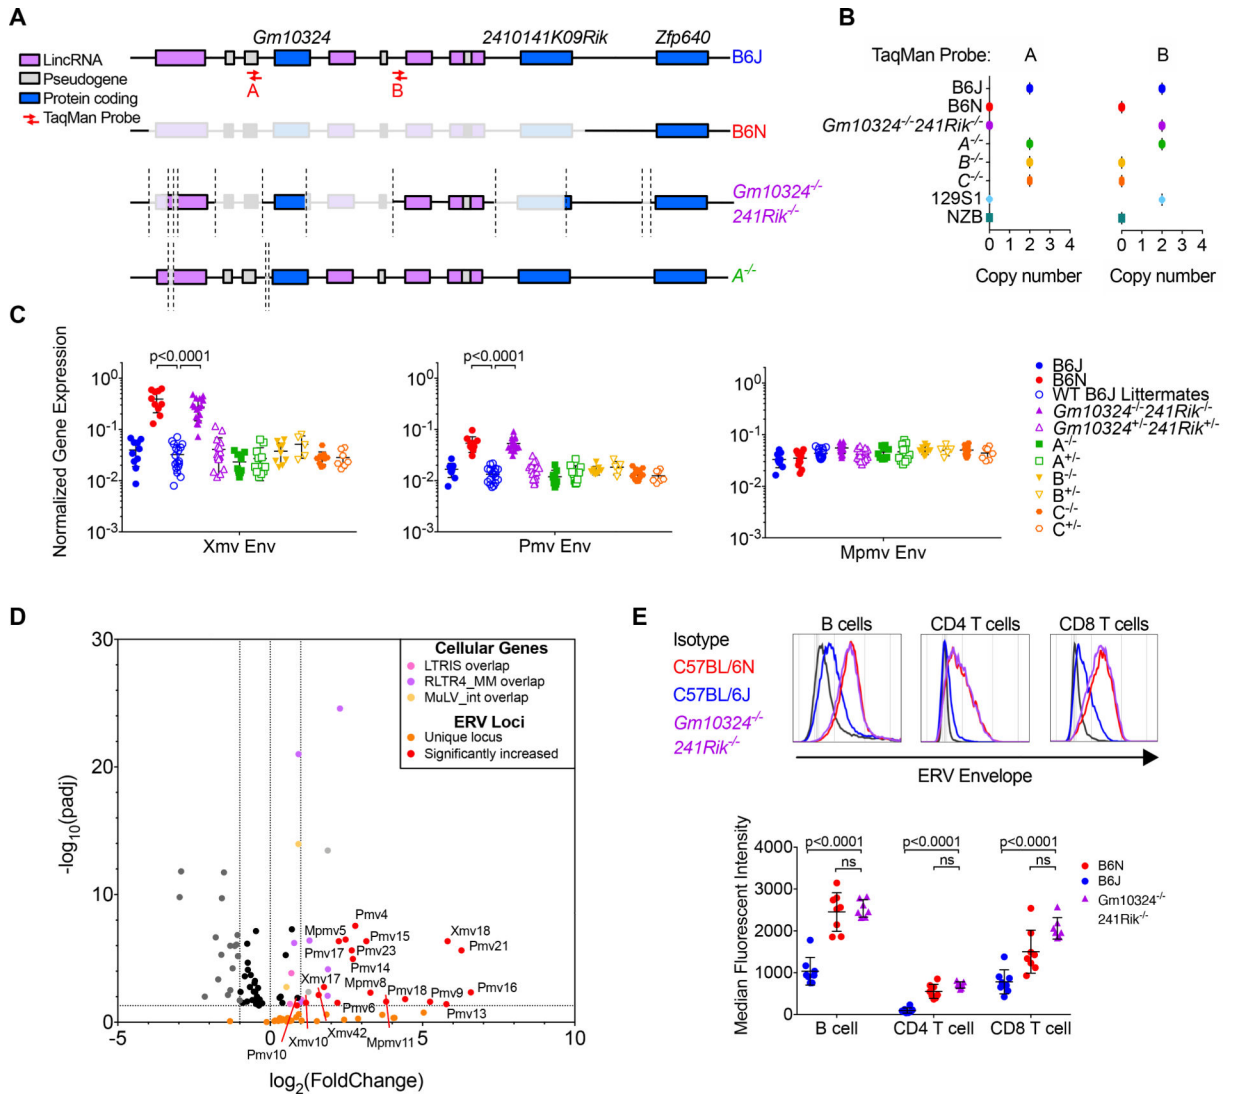 A
Gm10324
2410141K09Rik
Zfp640
LincRNA
Pseudogene
Protein coding
TaqMan Probe
A
B
B6J
B6N
Gm10324-/-
241Rik-/-
A-/-
B
TaqMan Probe:
A
B
B6J
B6N
Gm10324-/-241Rik-/-
A-/-
B-/-
C-/-
129S1
NZB
0 1 2 3 4
0 1 2 3 4
Copy number
Copy number
C
Normalized Gene Expression
p<0.0001
10^0
10^-1
10^-2
10^-3
Xmv Env
p<0.0001
10^0
10^-1
10^-2
10^-3
Pmv Env
10^0
10^-1
10^-2
10^-3
Mpmv Env
B6J
B6N
WT B6J Littermates
Gm10324-/-241Rik-/-
Gm10324+/-241Rik+/-
A-/-
A+/-
B-/-
B+/-
C-/-
C+/-
D
-log10(padj)
30
20
10
0
-5
0
5
10
log2(FoldChange)
Cellular Genes
LTRIS overlap
RLTR4_MM overlap
MuLV_int overlap
ERV Loci
Unique locus
Significantly increased
Pmv4
Mpmv5
Pmv15
Xmv18
Pmv17
Pmv23
Pmv21
Pmv14
Xmv17
Mpmv8
Pmv18
Pmv9
Pmv16
Pmv6
Pmv13
Xmv42
Xmv10
Mpmv11
Pmv10
E
Isotype
C57BL/6N
C57BL/6J
Gm10324-/-
241Rik-/-
B cells
CD4 T cells
CD8 T cells
ERV Envelope
Median Fluorescent Intensity
4000
3000
2000
1000
0
p<0.0001
p<0.0001
p<0.0001
ns
ns
ns
B cell
CD4 T cell
CD8 T cell
B6N
B6J
Gm10324-/-
241Rik-/-